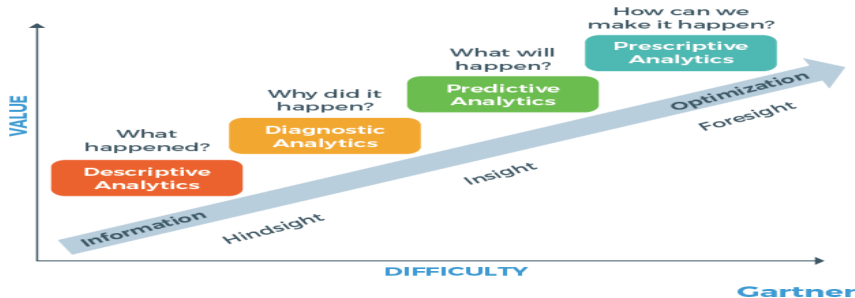 How can we
make it happen?
Prescriptive
Analytics
What will
happen?
Predictive
Analytics
Why did it
happen?
Diagnostic
Analytics
What
happened?
Descriptive
Analytics
VALUE
Information
Hindsight
Insight
Optimization
Foresight
DIFFICULTY
Gartner